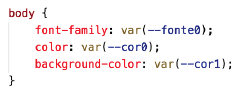 body {
    font-family: var(--fonte0);
    color: var(--cor0);
    background-color: var(--cor1);
}